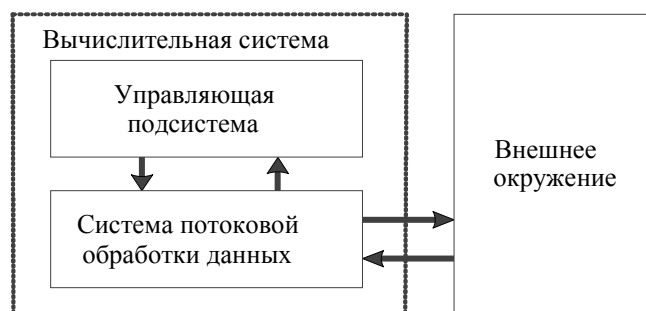 Вычислительная система
Управляющая
подсистема
Система потоковой
обработки данных
Внешнее
окружение